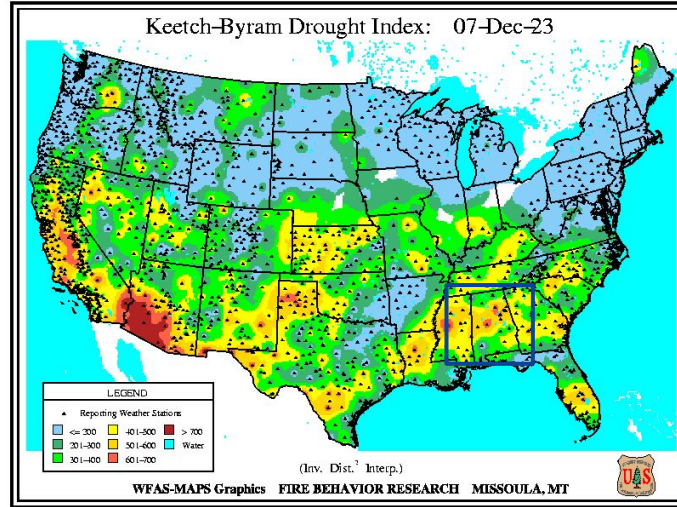 Keetch-Byram Drought Index: 07-Dec-23
LEGEND
Reporting Weather Stations
<= 200
401-500
> 700
201-300
501-600
Water
301-400
601-700
(Inv. Dist.² Interp.)
WFAS-MAPS Graphics FIRE BEHAVIOR RESEARCH MISSOULA, MT
U S